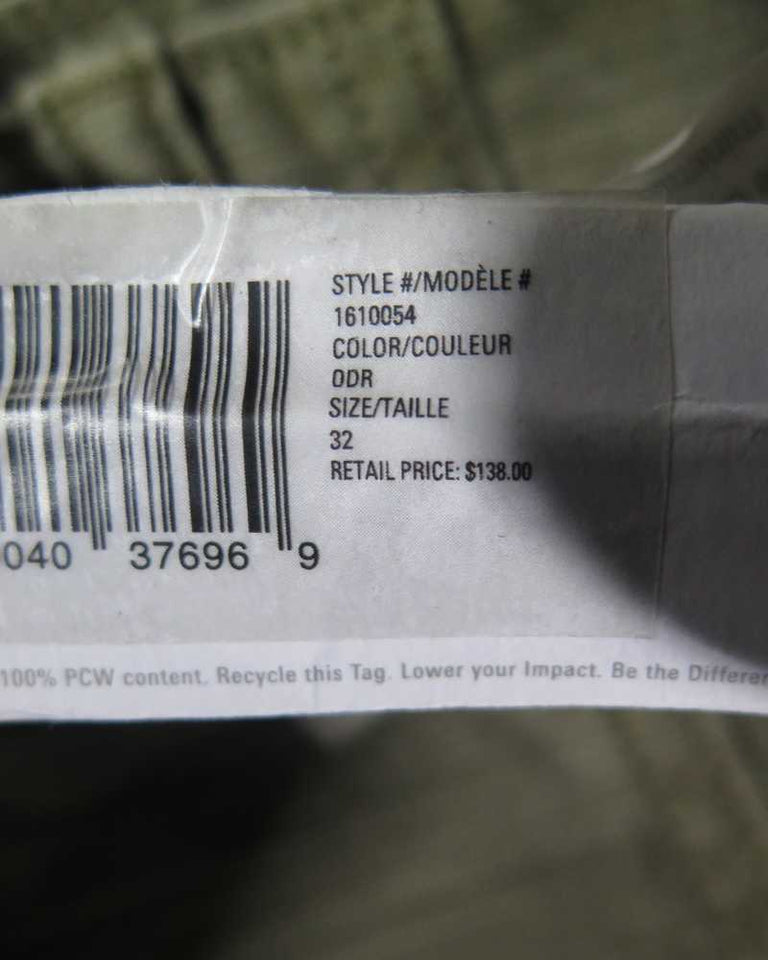 STYLE #/MODÈLE #
1610054
COLOR/COULEUR
ODR
SIZE/TAILLE
32
RETAIL PRICE: $138.00
040 37696 9
100% PCW content. Recycle this Tag. Lower your Impact. Be the Differen